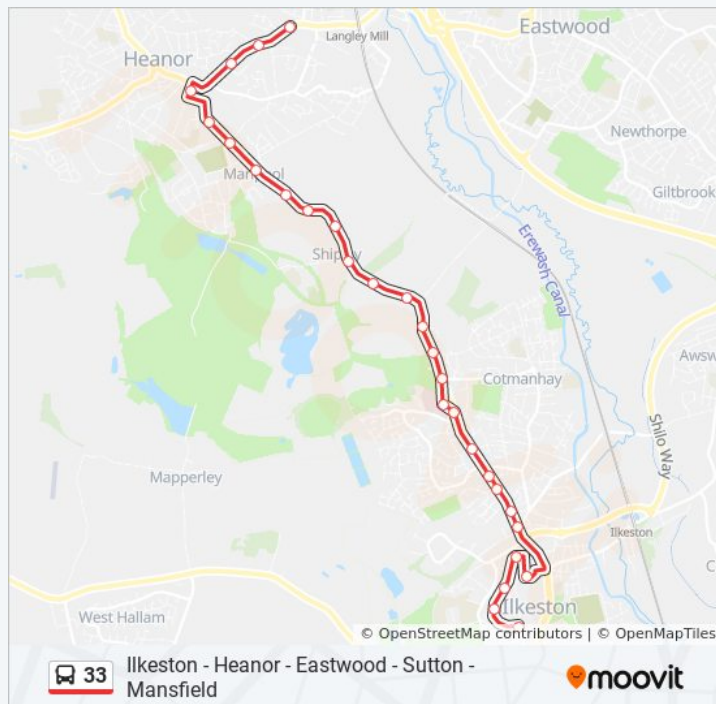 Eastwood
Langley Mill
Heanor
Newthorpe
Giltbrook
Shipley
Erewash Canal
Cotmanhay
Awsw
Shilo Way
Mapperley
Ilkeston
West Hallam
Ilkeston
© OpenStreetMap contributors | © OpenMapTiles
33
Ilkeston - Heanor - Eastwood - Sutton -
Mansfield
moovit